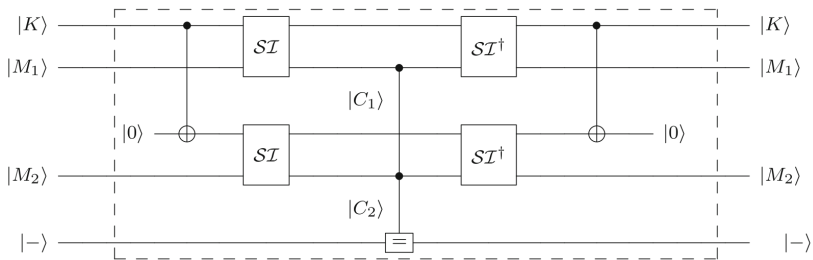 |K⟩ |K⟩
𝒮ℐ 𝒮ℐ†
|M₁⟩ |M₁⟩
|C₁⟩
|0⟩ |0⟩
𝒮ℐ 𝒮ℐ†
|M₂⟩ |M₂⟩
|C₂⟩
|−⟩ = |−⟩